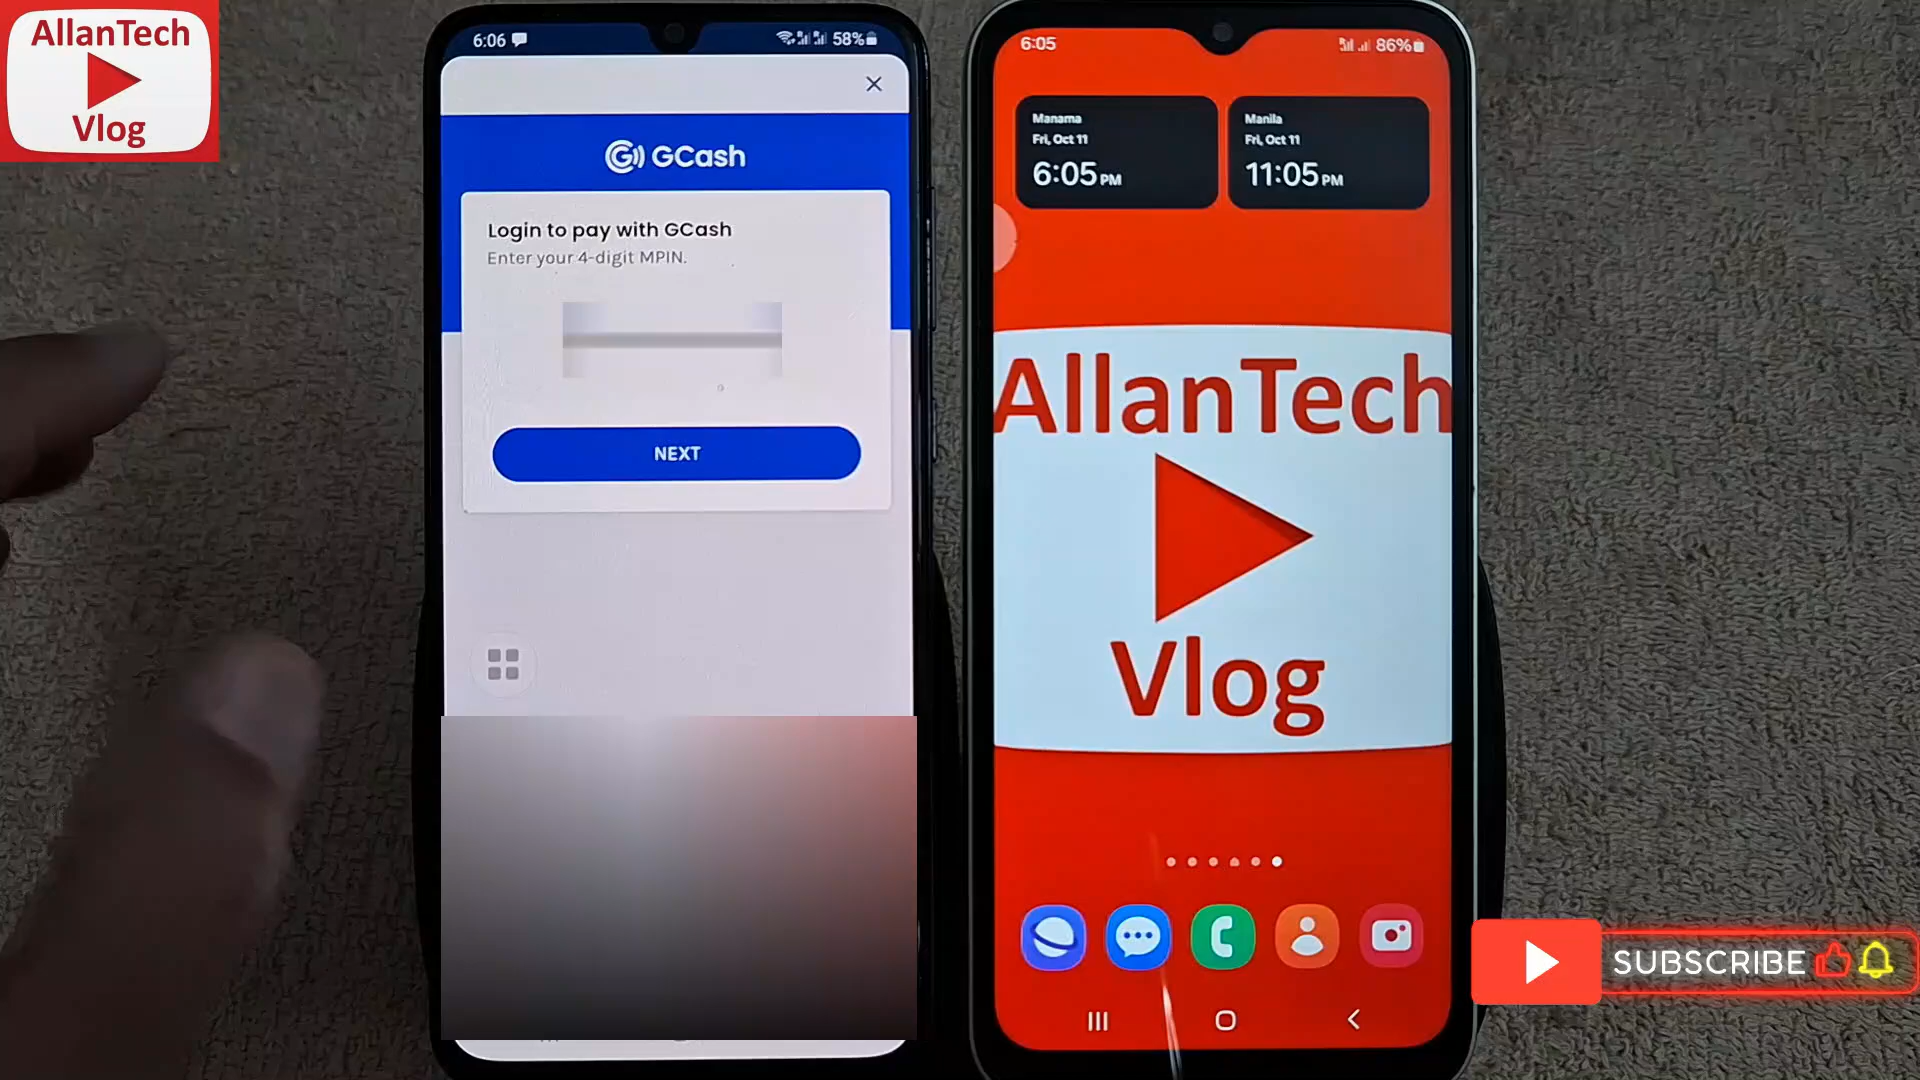 AllanTech
Vlog
6:06
58%
GCash
Login to pay with GCash
Enter your 4-digit MPIN.
NEXT
6:05
86%
Manama
Fri, Oct 11
6:05 PM
Manila
Fri, Oct 11
11:05 PM
AllanTech
Vlog
SUBSCRIBE